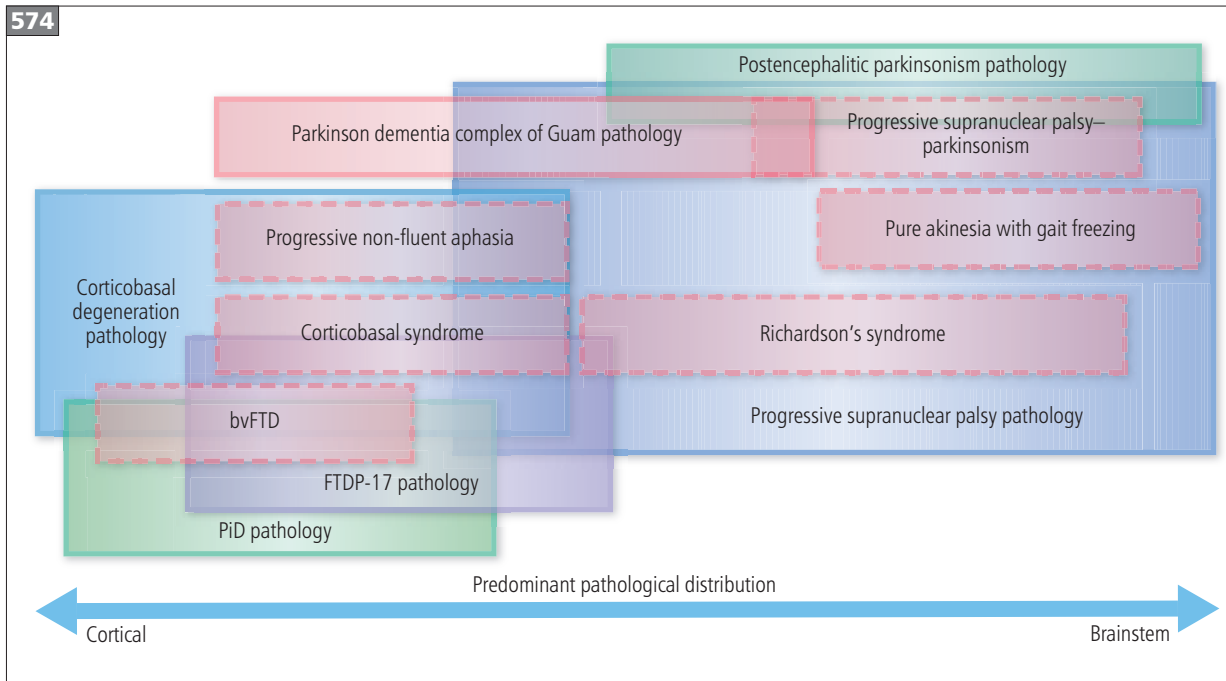 574
Postencephalitic parkinsonism pathology
Parkinson dementia complex of Guam pathology
Progressive supranuclear palsy–
parkinsonism
Progressive non-fluent aphasia
Pure akinesia with gait freezing
Corticobasal
degeneration
pathology
Corticobasal syndrome
Richardson's syndrome
bvFTD
Progressive supranuclear palsy pathology
FTDP-17 pathology
PiD pathology
Predominant pathological distribution
Cortical
Brainstem